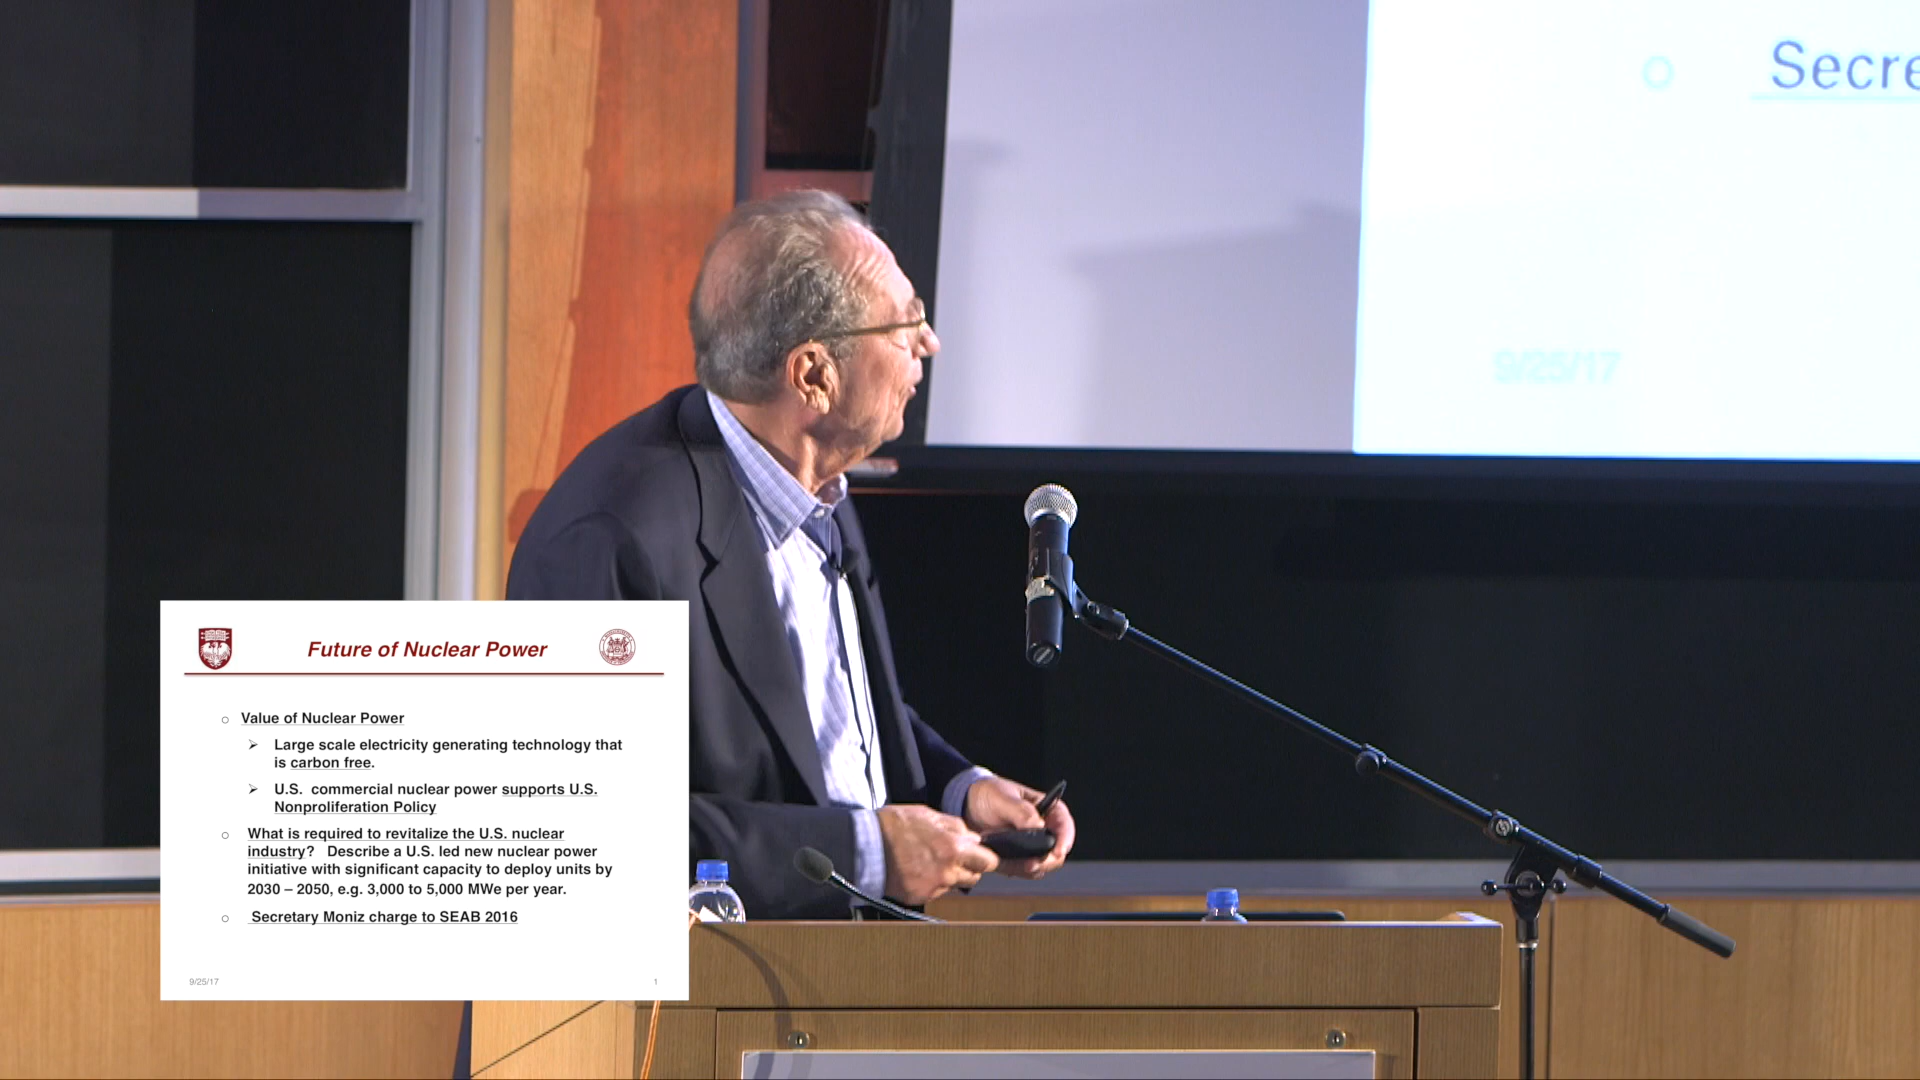 Secre
9/25/17
Future of Nuclear Power
Value of Nuclear Power
Large scale electricity generating technology that
is carbon free.
U.S. commercial nuclear power supports U.S.
Nonproliferation Policy
What is required to revitalize the U.S. nuclear
industry? Describe a U.S. led new nuclear power
initiative with significant capacity to deploy units by
2030 – 2050, e.g. 3,000 to 5,000 MWe per year.
Secretary Moniz charge to SEAB 2016
9/25/17
1